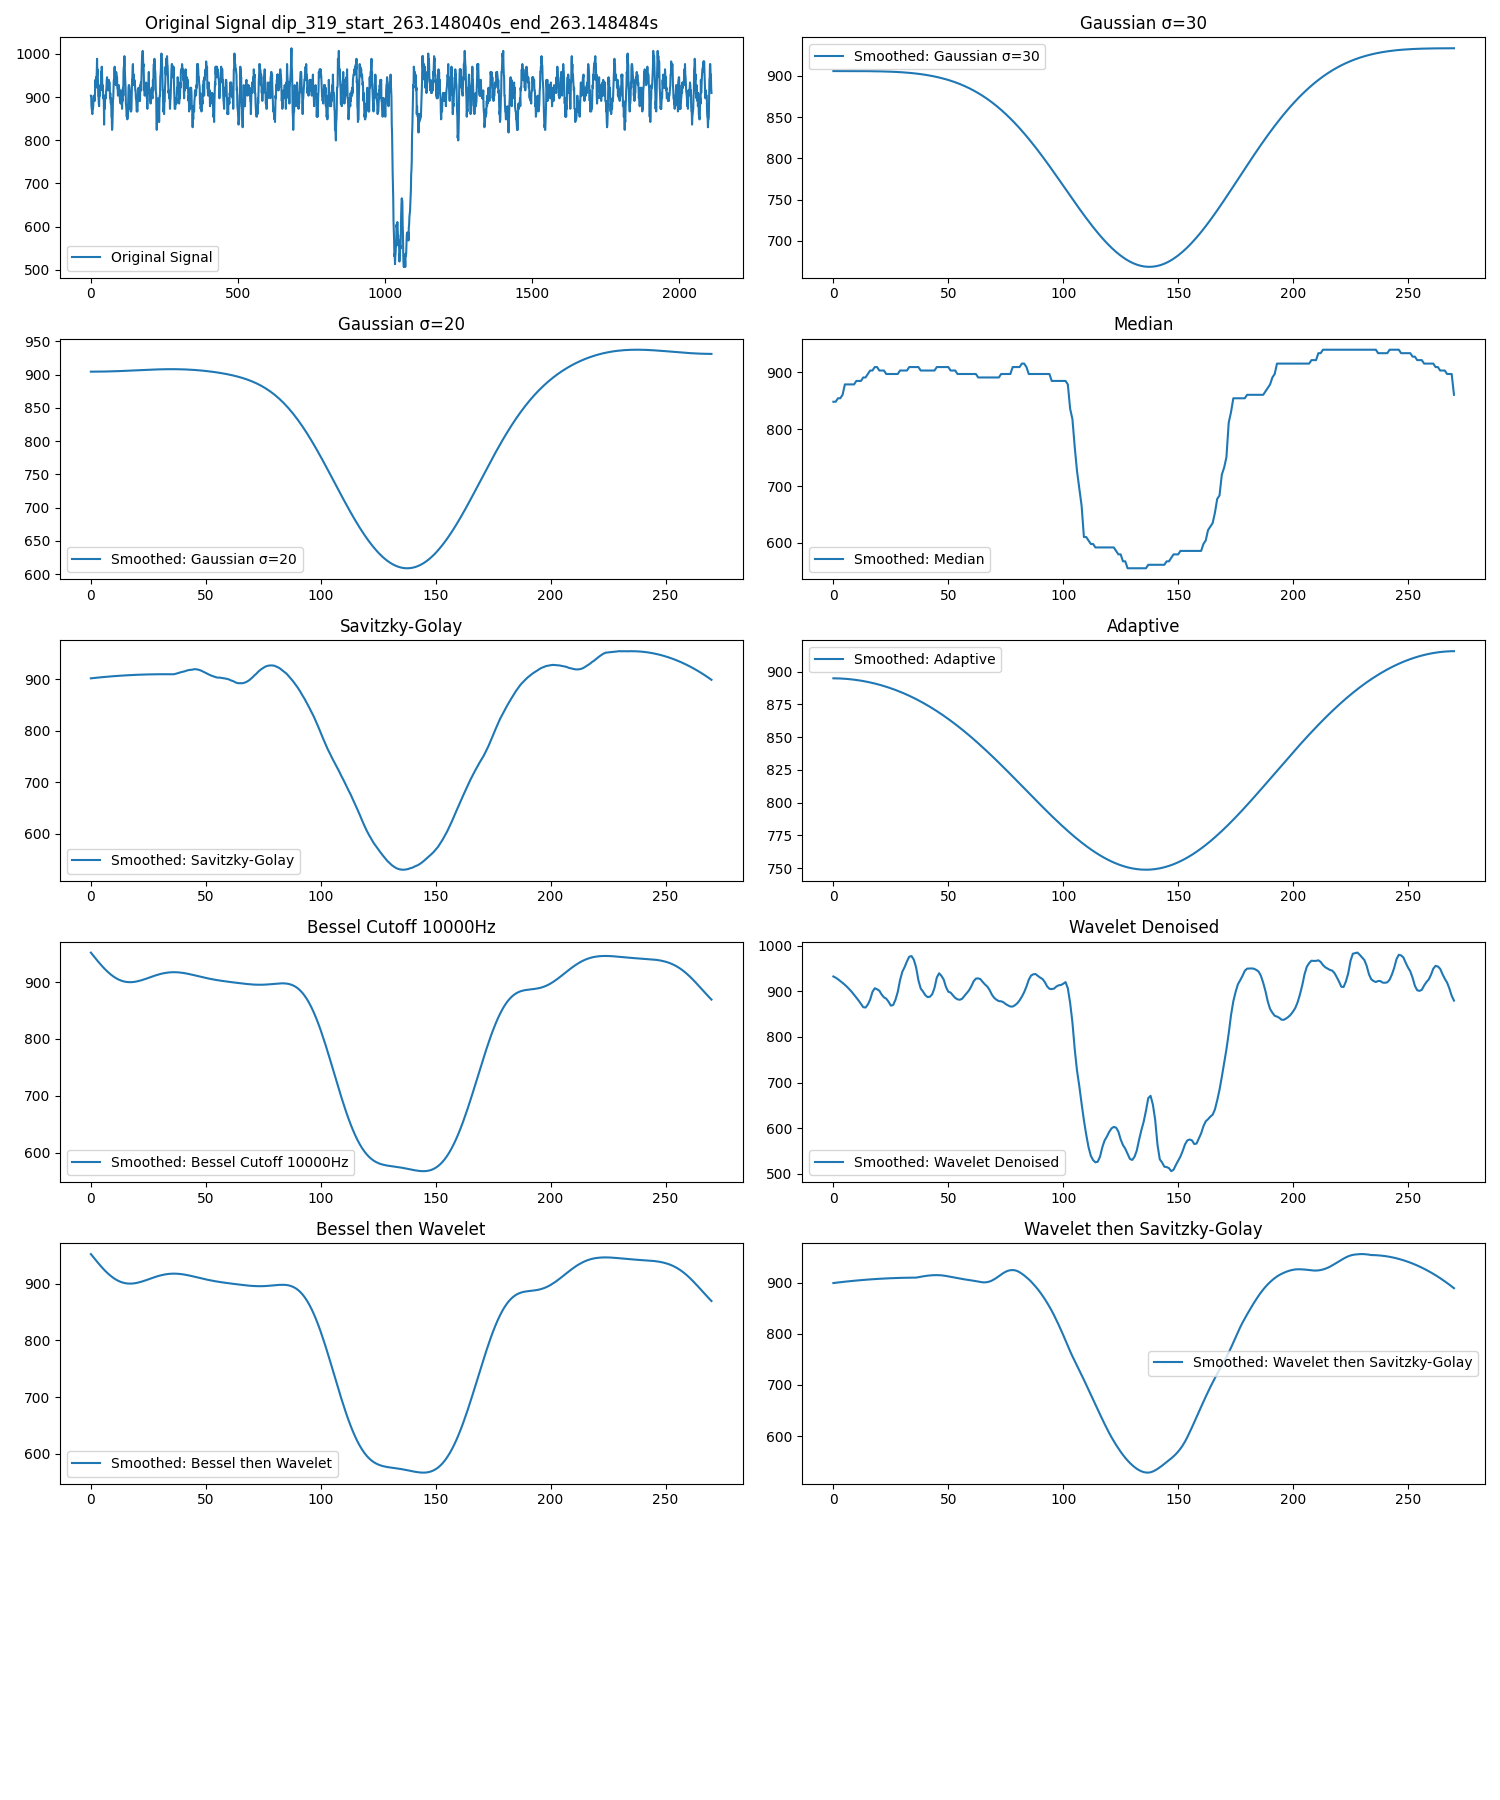 Original Signal dip_319_start_263.148040s_end_263.148484s
1000
900
800
700
600
500
Original Signal
0 500 1000 1500 2000
Gaussian σ=30
900
850
800
750
700
Smoothed: Gaussian σ=30
0 50 100 150 200 250
Gaussian σ=20
950
900
850
800
750
700
650
600
Smoothed: Gaussian σ=20
0 50 100 150 200 250
Median
900
800
700
600
Smoothed: Median
0 50 100 150 200 250
Savitzky-Golay
900
800
700
600
Smoothed: Savitzky-Golay
0 50 100 150 200 250
Adaptive
900
875
850
825
800
775
750
Smoothed: Adaptive
0 50 100 150 200 250
Bessel Cutoff 10000Hz
900
800
700
600
Smoothed: Bessel Cutoff 10000Hz
0 50 100 150 200 250
Wavelet Denoised
1000
900
800
700
600
500
Smoothed: Wavelet Denoised
0 50 100 150 200 250
Bessel then Wavelet
900
800
700
600
Smoothed: Bessel then Wavelet
0 50 100 150 200 250
Wavelet then Savitzky-Golay
900
800
700
600
Smoothed: Wavelet then Savitzky-Golay
0 50 100 150 200 250